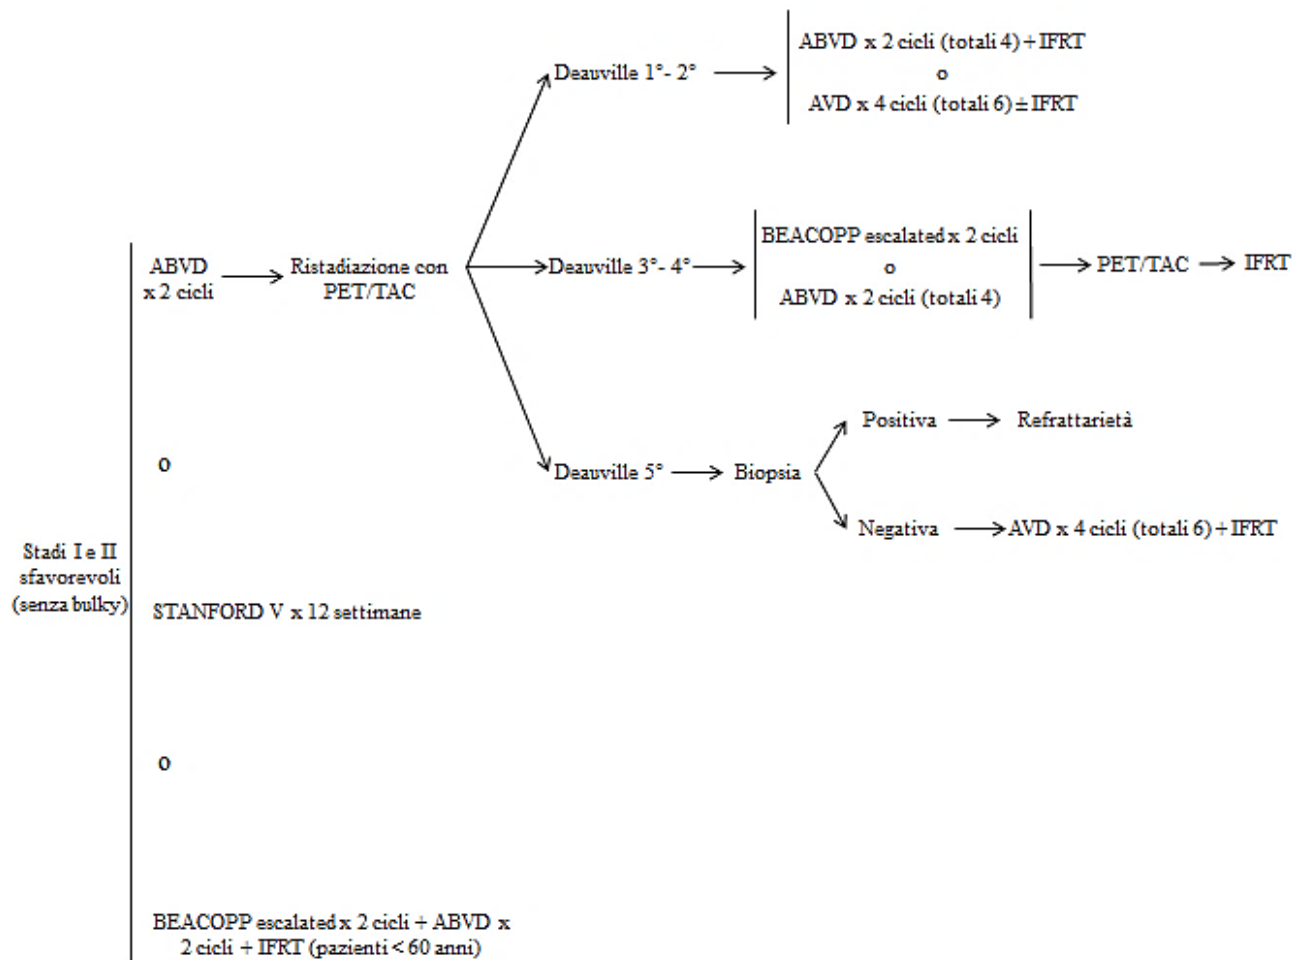 ABVD x 2 cicli (totali 4) + IFRT
o
AVD x 4 cicli (totali 6) ± IFRT
Deauville 1°- 2°
BEACOPP escalated x 2 cicli
o
ABVD x 2 cicli (totali 4)
ABVD
x 2 cicli
Ristadiazione con
PET/TAC
Deauville 3°- 4°
PET/TAC
IFRT
Positiva
Refrattarietà
o
Deauville 5°
Biopsia
Negativa
AVD x 4 cicli (totali 6) + IFRT
Stadi I e II
sfavorevoli
(senza bulky)
STANFORD V x 12 settimane
o
BEACOPP escalated x 2 cicli + ABVD x
2 cicli + IFRT (pazienti < 60 anni)